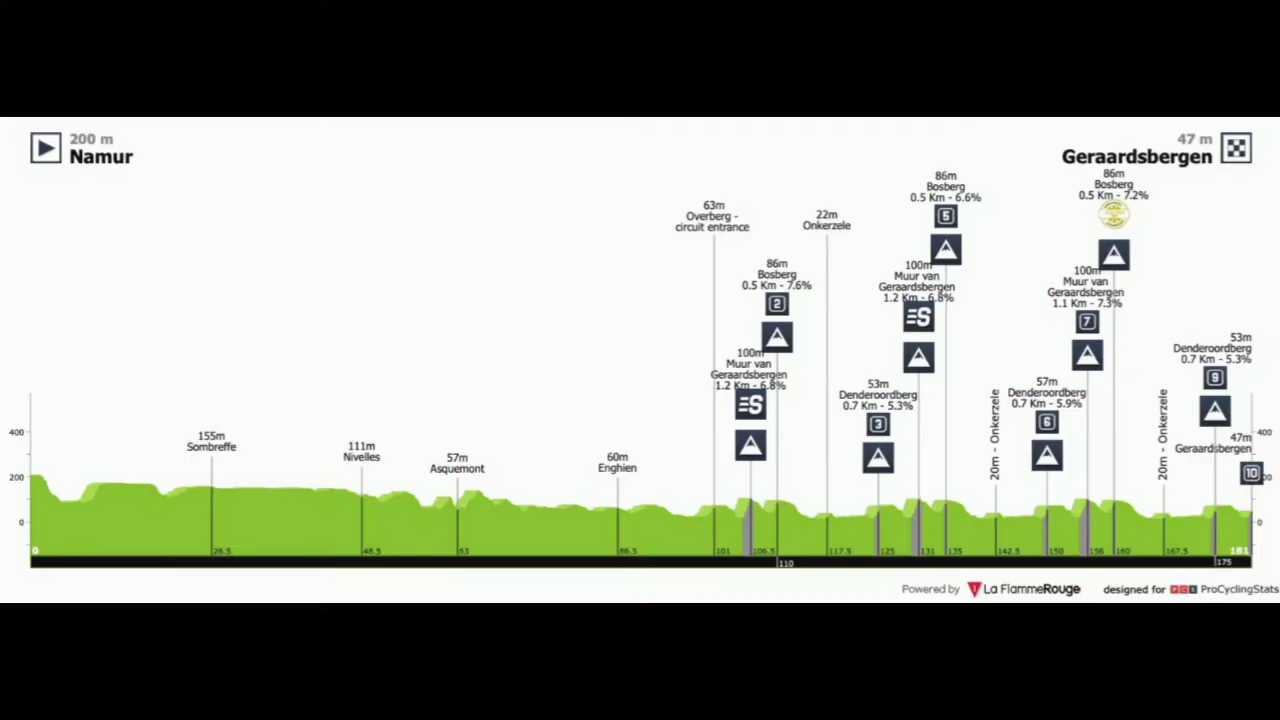 200 m
Namur
47 m
Geraardsbergen
86m
Bosberg
0.5 Km - 7.2%
86m
Bosberg
0.5 Km - 6.6%
5
63m
Overberg -
circuit entrance
22m
Onkerzele
86m
Bosberg
0.5 Km - 7.6%
2
100m
Muur van
Geraardsbergen
1.2 Km - 6.8%
S
100m
Muur van
Geraardsbergen
1.1 Km - 7.3%
7
100m
Muur van
Geraardsbergen
1.2 Km - 6.8%
S
53m
Denderoordberg
0.7 Km - 5.3%
3
57m
Denderoordberg
0.7 Km - 5.9%
6
53m
Denderoordberg
0.7 Km - 5.3%
9
20m - Onkerzele
20m - Onkerzele
47m
Geraardsbergen
10
155m
Sombreffe
111m
Nivelles
57m
Asquemont
60m
Enghien
400
200
0
400
0
0
26.5
48.5
63
86.5
101
106.5
110
117.5
125
131
135
142.5
150
156
160
167.5
175
181
Powered by La FlammeRouge designed for PCS ProCyclingStats